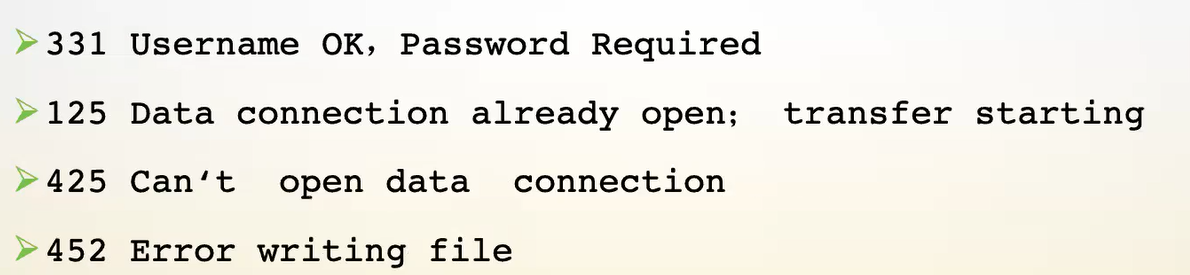 331 Username OK, Password Required
125 Data connection already open; transfer starting
425 Can‘t open data connection
452 Error writing file